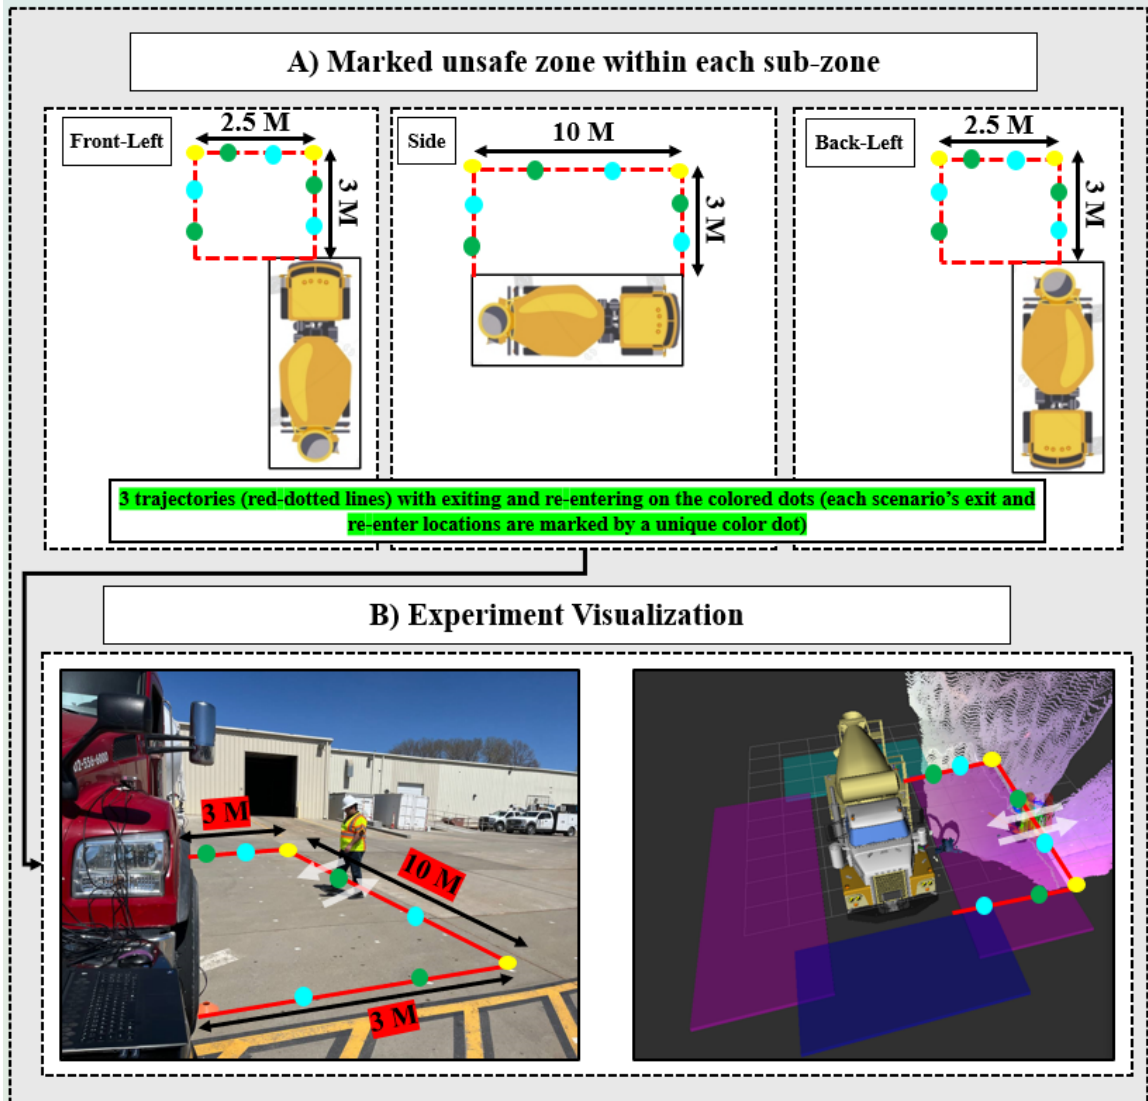 A) Marked unsafe zone within each sub-zone
Front-Left
2.5 M
3 M
Side
10 M
3 M
Back-Left
2.5 M
3 M
3 trajectories (red-dotted lines) with exiting and re-entering on the colored dots (each scenario's exit and
re-enter locations are marked by a unique color dot)
B) Experiment Visualization
3 M
10 M
3 M